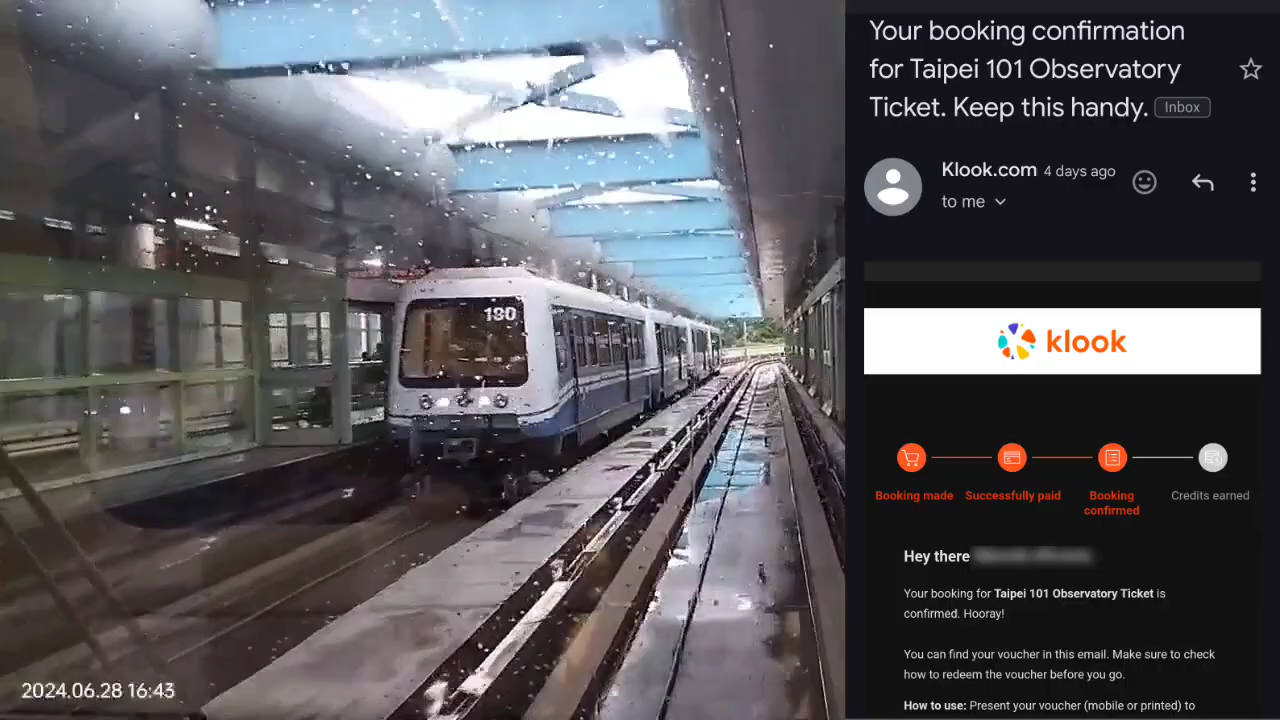 180
2024.06.28 16:43
Your booking confirmation
for Taipei 101 Observatory
Ticket. Keep this handy. Inbox
Klook.com 4 days ago
to me
klook
Booking made Successfully paid Booking confirmed Credits earned
Hey there
Your booking for Taipei 101 Observatory Ticket is
confirmed. Hooray!
You can find your voucher in this email. Make sure to check
how to redeem the voucher before you go.
How to use: Present your voucher (mobile or printed) to